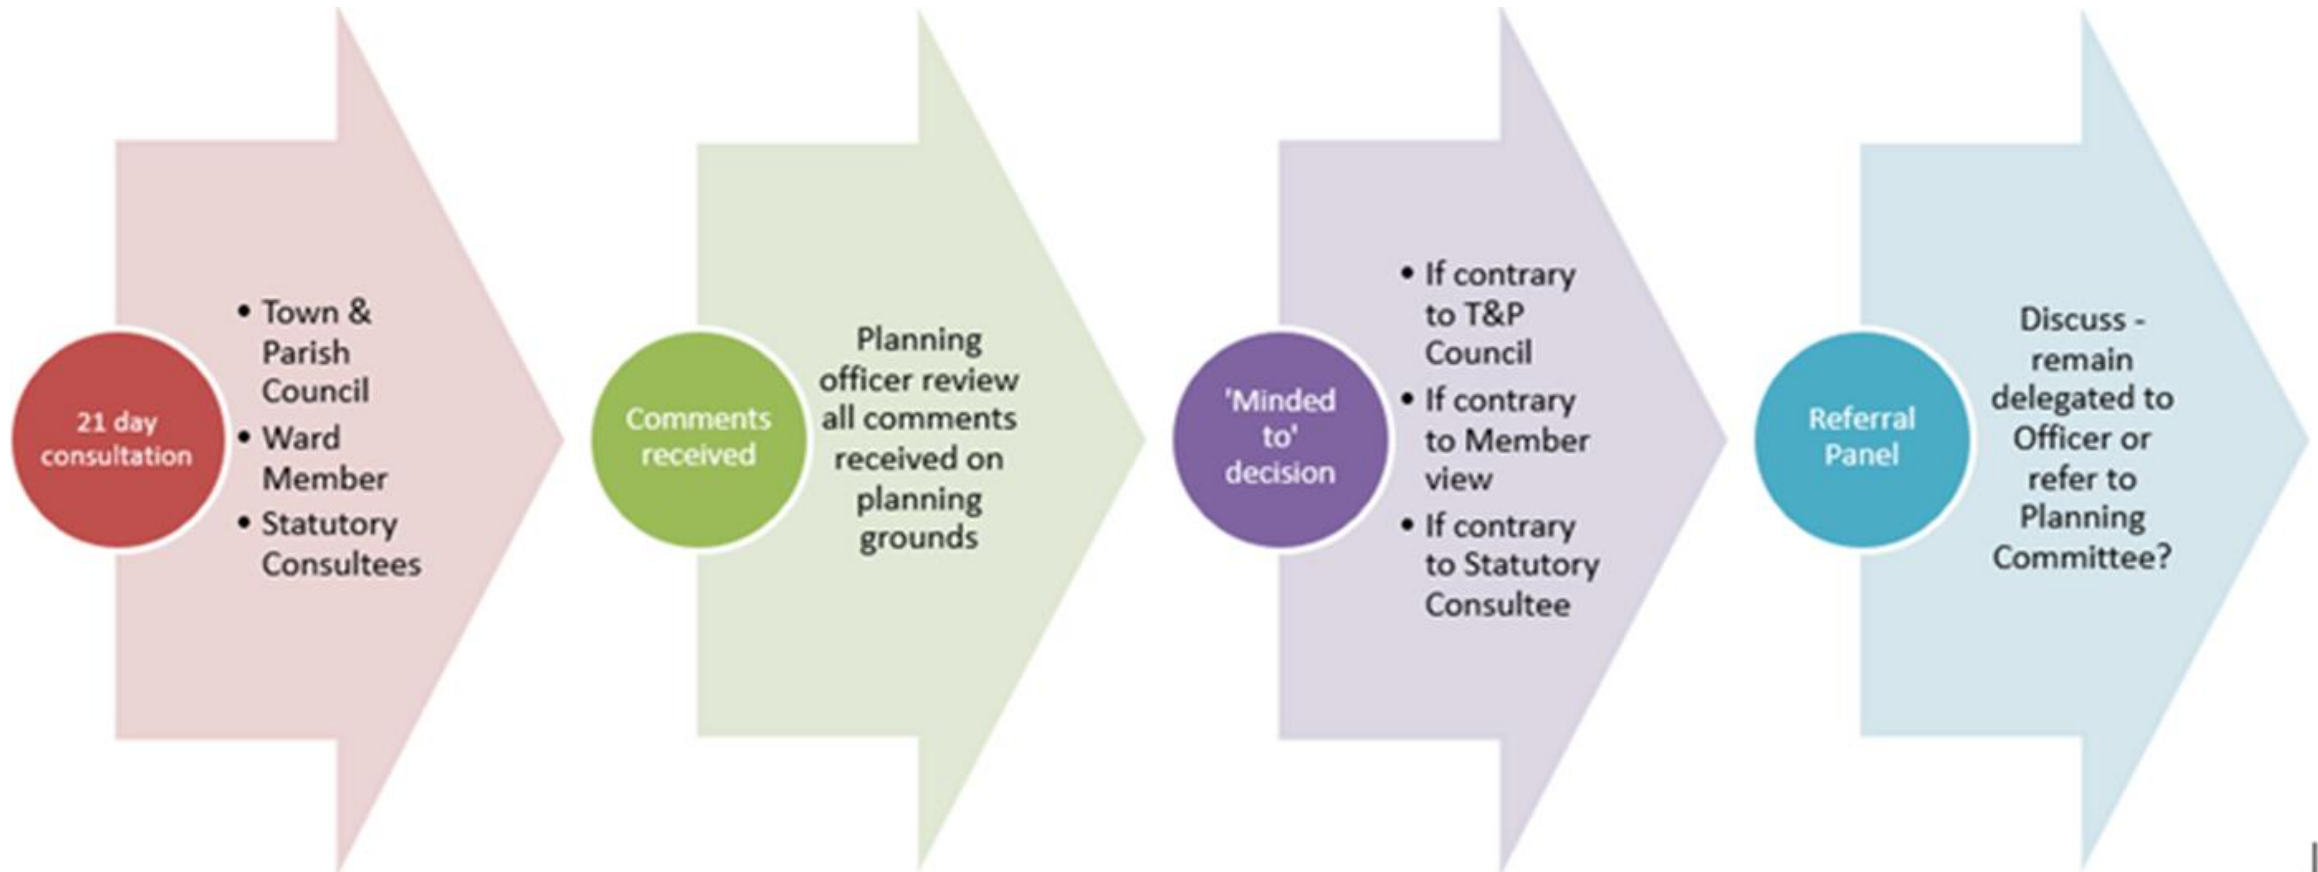 21 day
consultation
• Town &
Parish
Council
• Ward
Member
• Statutory
Consultees
Comments
received
Planning
officer review
all comments
received on
planning
grounds
'Minded
to'
decision
• If contrary
to T&P
Council
• If contrary
to Member
view
• If contrary
to Statutory
Consultee
Referral
Panel
Discuss -
remain
delegated to
Officer or
refer to
Planning
Committee?